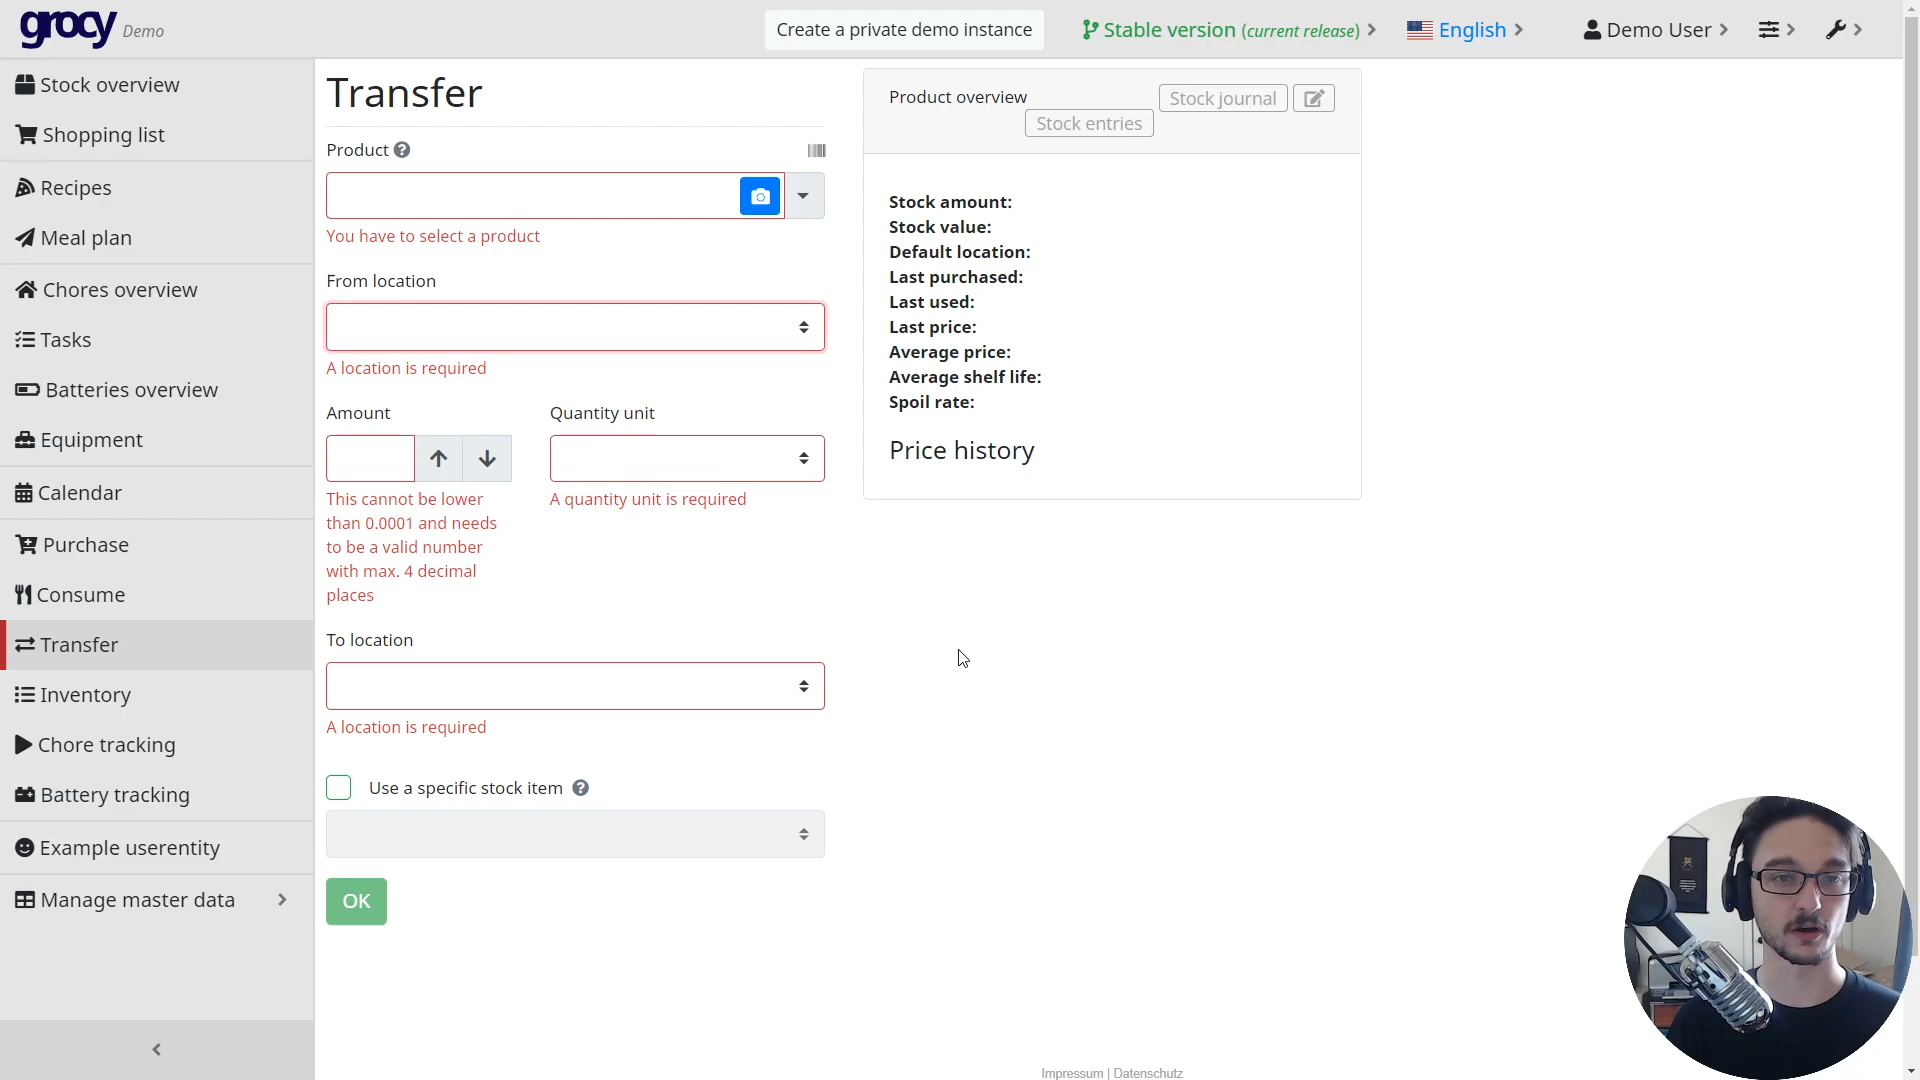 grocy Demo
Create a private demo instance
Stable version (current release)
English
Demo User
Stock overview
Shopping list
Recipes
Meal plan
Chores overview
Tasks
Batteries overview
Equipment
Calendar
Purchase
Consume
Transfer
Inventory
Chore tracking
Battery tracking
Example userentity
Manage master data
Transfer
Product
You have to select a product
From location
A location is required
Amount
Quantity unit
This cannot be lower
than 0.0001 and needs
to be a valid number
with max. 4 decimal
places
A quantity unit is required
To location
A location is required
Use a specific stock item
OK
Product overview
Stock journal
Stock entries
Stock amount:
Stock value:
Default location:
Last purchased:
Last used:
Last price:
Average price:
Average shelf life:
Spoil rate:
Price history
Impressum | Datenschutz